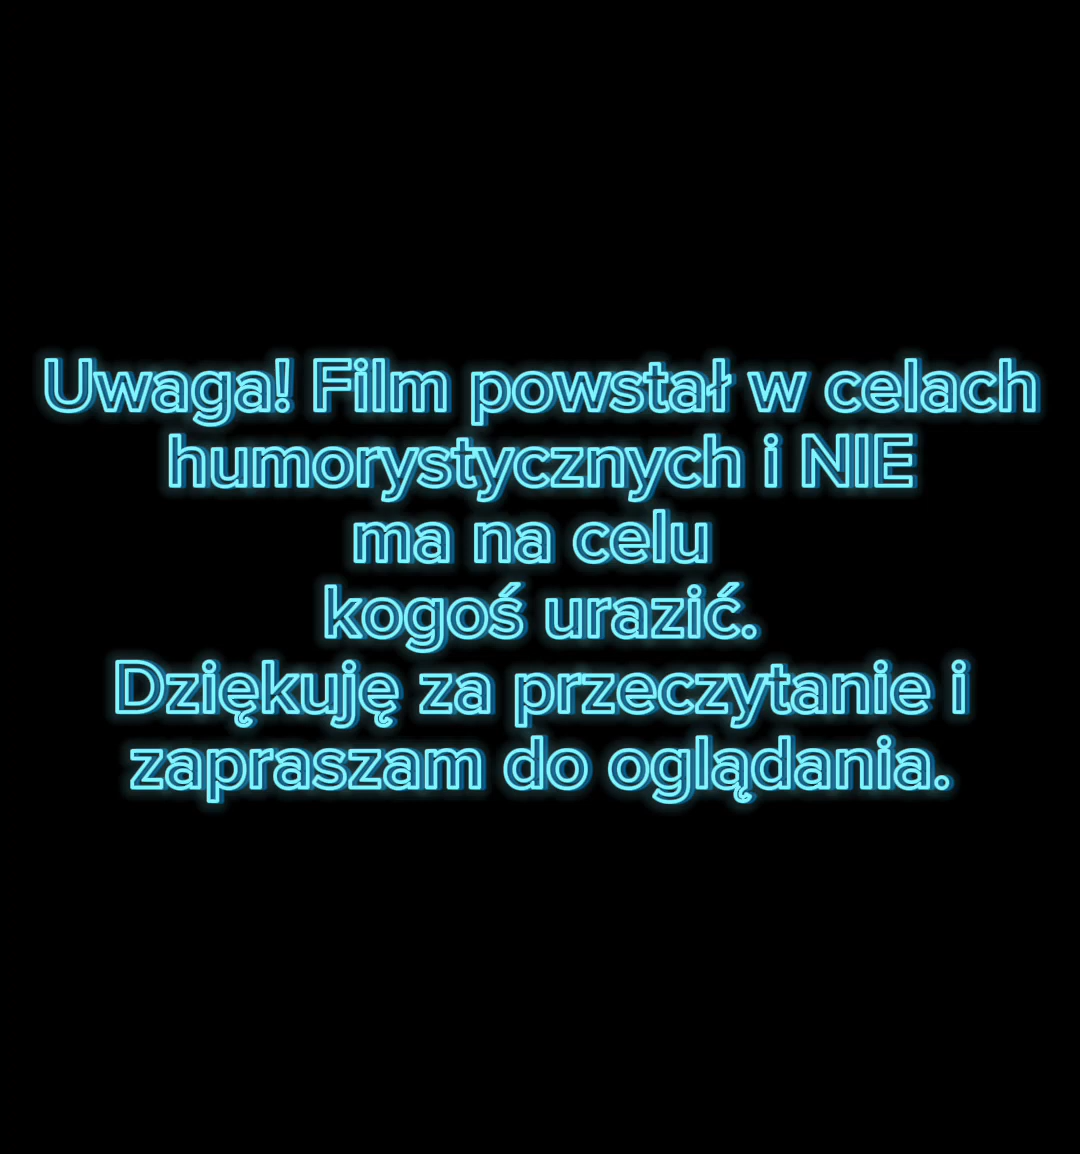 Uwaga! Film powstał w celach
humorystycznych i NIE
ma na celu
kogoś urazić.
Dziękuję za przeczytanie i
zapraszam do oglądania.